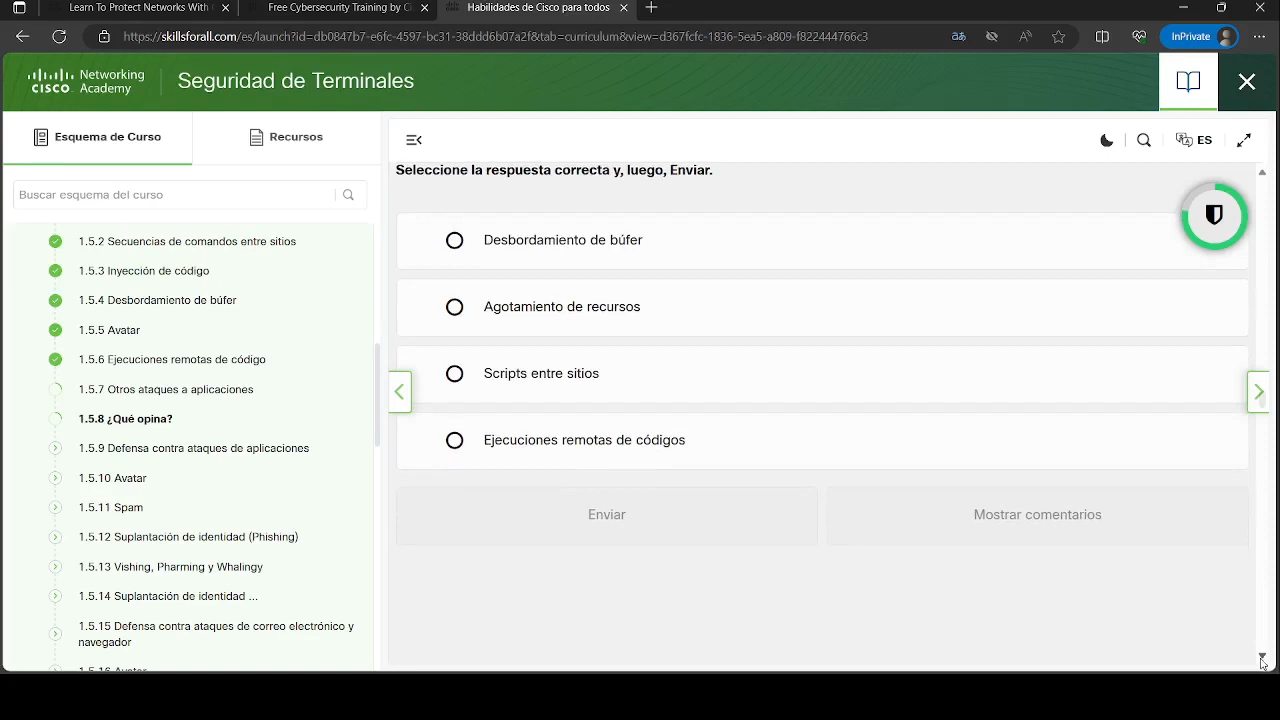 Learn To Protect Networks With
Free Cybersecurity Training by Ci
Habilidades de Cisco para todos
https://skillsforall.com/es/launch?id=db0847b7-e6fc-4597-bc31-38ddd6b07a2f&tab=curriculum&view=d367fcfc-1836-5ea5-a809-f822444766c3
InPrivate
Networking
CISCO Academy
Seguridad de Terminales
Esquema de Curso
Recursos
ES
Buscar esquema del curso
1.5.2 Secuencias de comandos entre sitios
1.5.3 Inyección de código
1.5.4 Desbordamiento de búfer
1.5.5 Avatar
1.5.6 Ejecuciones remotas de código
1.5.7 Otros ataques a aplicaciones
1.5.8 ¿Qué opina?
1.5.9 Defensa contra ataques de aplicaciones
1.5.10 Avatar
1.5.11 Spam
1.5.12 Suplantación de identidad (Phishing)
1.5.13 Vishing, Pharming y Whalingy
1.5.14 Suplantación de identidad ...
1.5.15 Defensa contra ataques de correo electrónico y
navegador
1.5.16 Avatar
Seleccione la respuesta correcta y, luego, Enviar.
Desbordamiento de búfer
Agotamiento de recursos
Scripts entre sitios
Ejecuciones remotas de códigos
Enviar
Mostrar comentarios